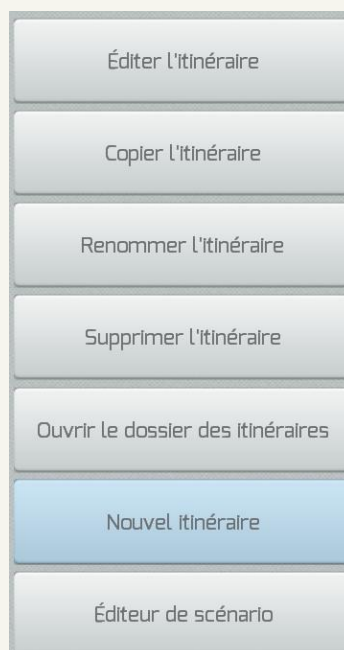 Éditer l'itinéraire
Copier l'itinéraire
Renommer l'itinéraire
Supprimer l'itinéraire
Ouvrir le dossier des itinéraires
Nouvel itinéraire
Éditeur de scénario